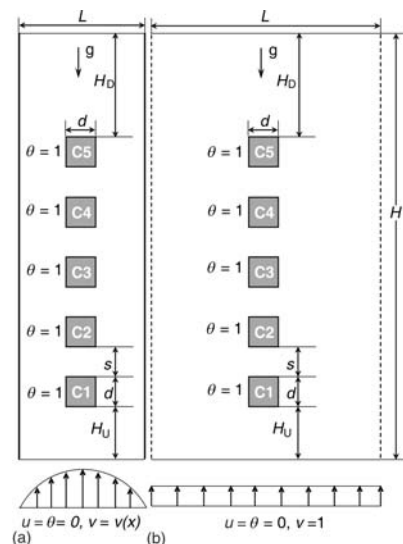 L L
g g
H_D H_D
d d
θ = 1 C5 θ = 1 C5
θ = 1 C4 θ = 1 C4
H
θ = 1 C3 θ = 1 C3
θ = 1 C2 θ = 1 C2
s s
θ = 1 C1 d θ = 1 C1 d
H_U H_U
u = θ = 0, v = v(x) u = θ = 0, v = 1
(a) (b)